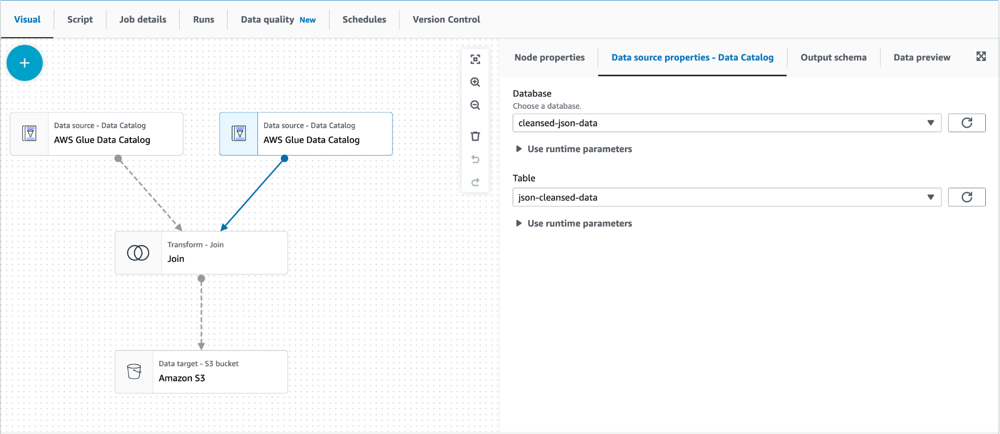 Visual
Script
Job details
Runs
Data quality New
Schedules
Version Control
Data source - Data Catalog
AWS Glue Data Catalog
Data source - Data Catalog
AWS Glue Data Catalog
Transform - Join
Join
Data target - S3 bucket
Amazon S3
Node properties
Data source properties - Data Catalog
Output schema
Data preview
Database
Choose a database.
cleansed-json-data
Use runtime parameters
Table
json-cleansed-data
Use runtime parameters